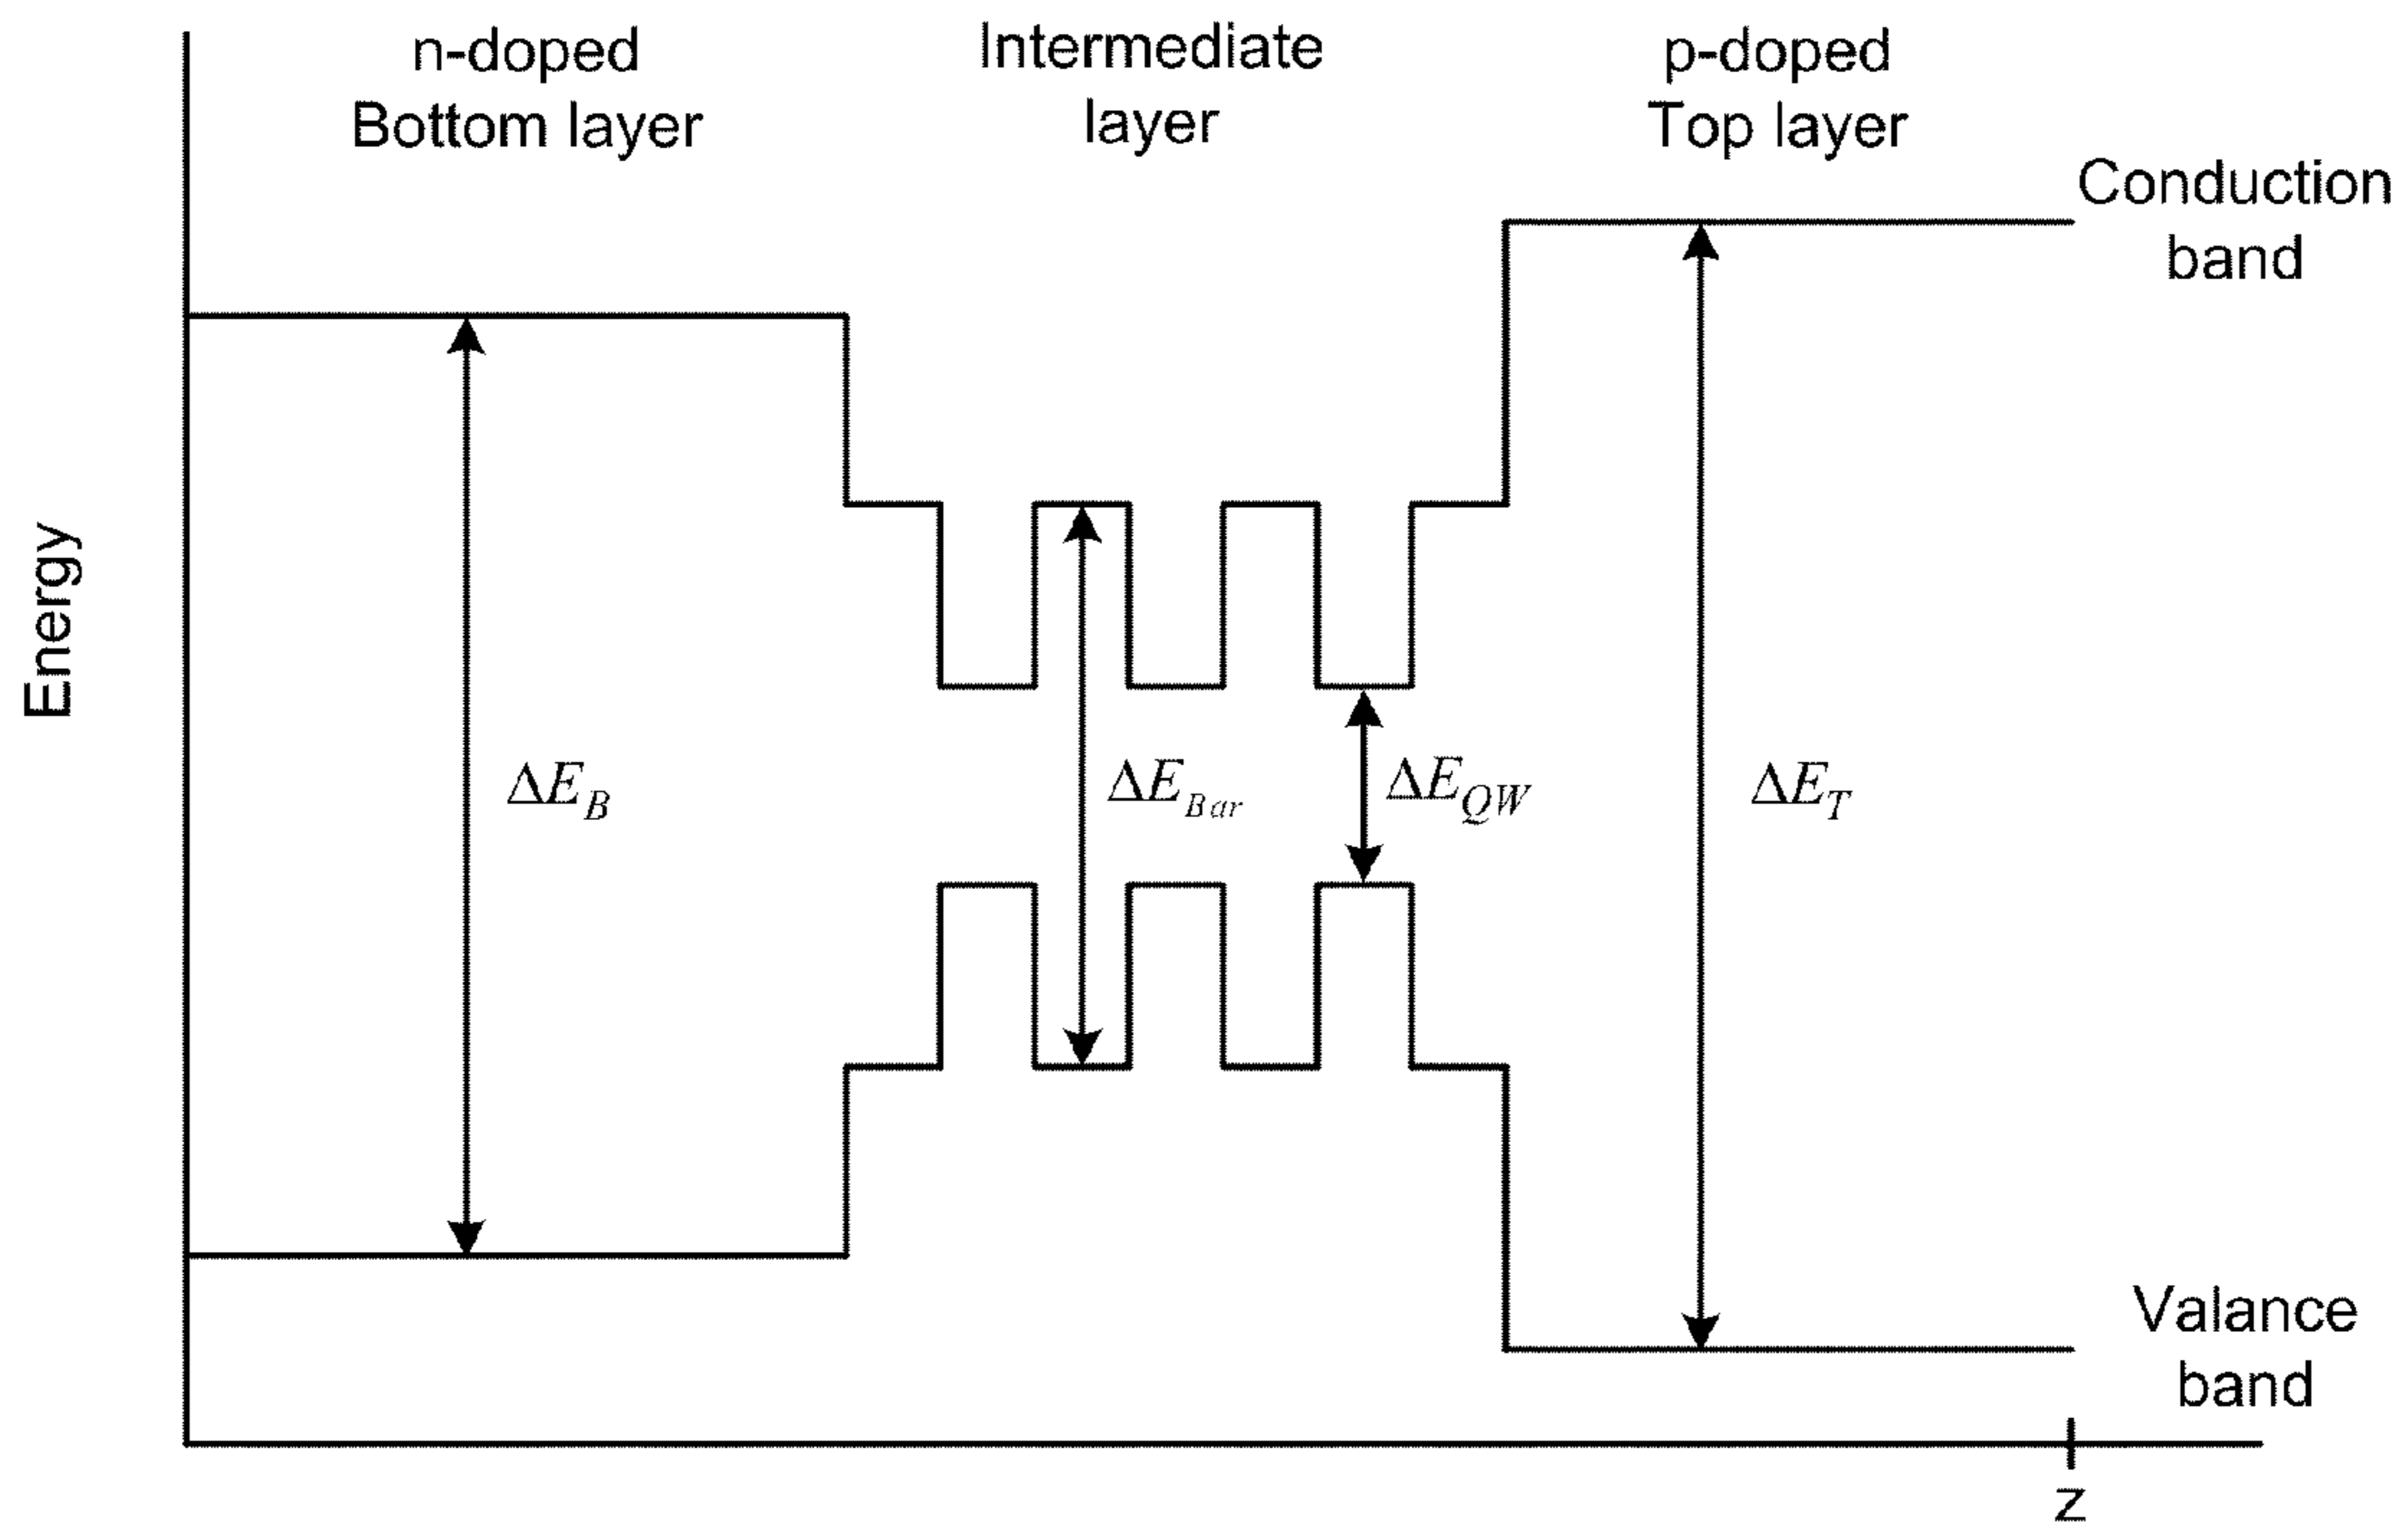 n-doped
Bottom layer
Intermediate
layer
p-doped
Top layer
Conduction
band
Energy
ΔE_B
ΔE_Bar
ΔE_QW
ΔE_T
Valance
band
z